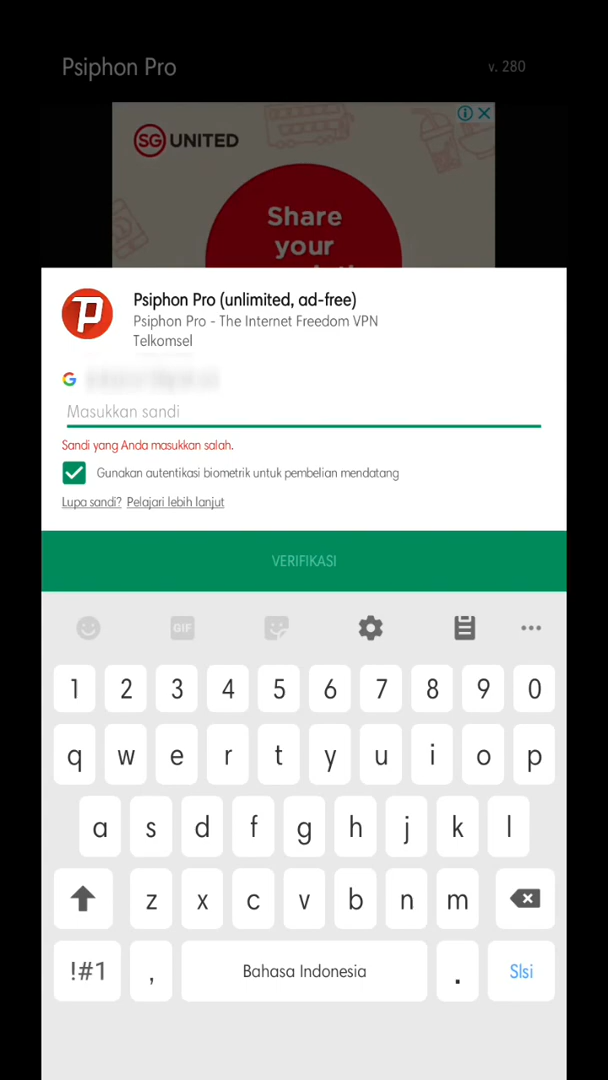 Psiphon Pro
v. 280
SG UNITED
Share
your
Psiphon Pro (unlimited, ad-free)
Psiphon Pro - The Internet Freedom VPN
Telkomsel
G
Masukkan sandi
Sandi yang Anda masukkan salah.
Gunakan autentikasi biometrik untuk pembelian mendatang
Lupa sandi? Pelajari lebih lanjut
VERIFIKASI
GIF
1 2 3 4 5 6 7 8 9 0
q w e r t y u i o p
a s d f g h j k l
z x c v b n m
!#1 , Bahasa Indonesia . Slsi